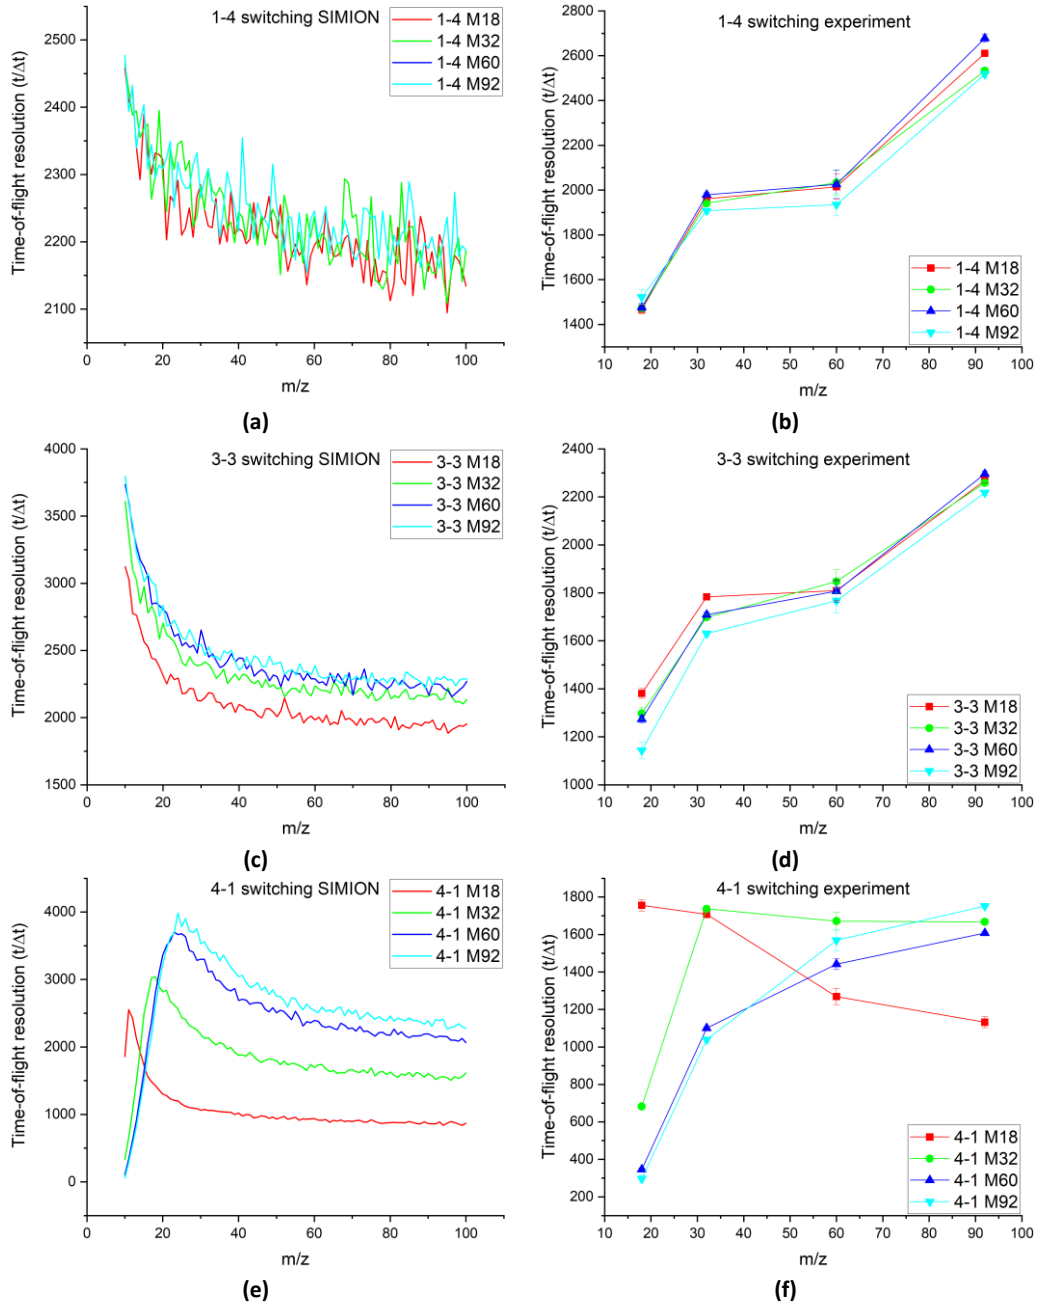 1-4 switching SIMION
1-4 M18
1-4 M32
1-4 M60
1-4 M92
2500
2400
2300
2200
2100
Time-of-flight resolution (t/Δt)
0
20
40
60
80
100
m/z
(a)
1-4 switching experiment
2800
2600
2400
2200
2000
1800
1600
1400
Time-of-flight resolution (t/Δt)
1-4 M18
1-4 M32
1-4 M60
1-4 M92
10
20
30
40
50
60
70
80
90
100
m/z
(b)
3-3 switching SIMION
3-3 M18
3-3 M32
3-3 M60
3-3 M92
4000
3500
3000
2500
2000
1500
Time-of-flight resolution (t/Δt)
0
20
40
60
80
100
m/z
(c)
3-3 switching experiment
2400
2200
2000
1800
1600
1400
1200
1000
Time-of-flight resolution (t/Δt)
3-3 M18
3-3 M32
3-3 M60
3-3 M92
10
20
30
40
50
60
70
80
90
100
m/z
(d)
4-1 switching SIMION
4-1 M18
4-1 M32
4-1 M60
4-1 M92
4000
3000
2000
1000
0
Time-of-flight resolution (t/Δt)
0
20
40
60
80
100
m/z
(e)
4-1 switching experiment
1800
1600
1400
1200
1000
800
600
400
200
Time-of-flight resolution (t/Δt)
4-1 M18
4-1 M32
4-1 M60
4-1 M92
10
20
30
40
50
60
70
80
90
100
m/z
(f)